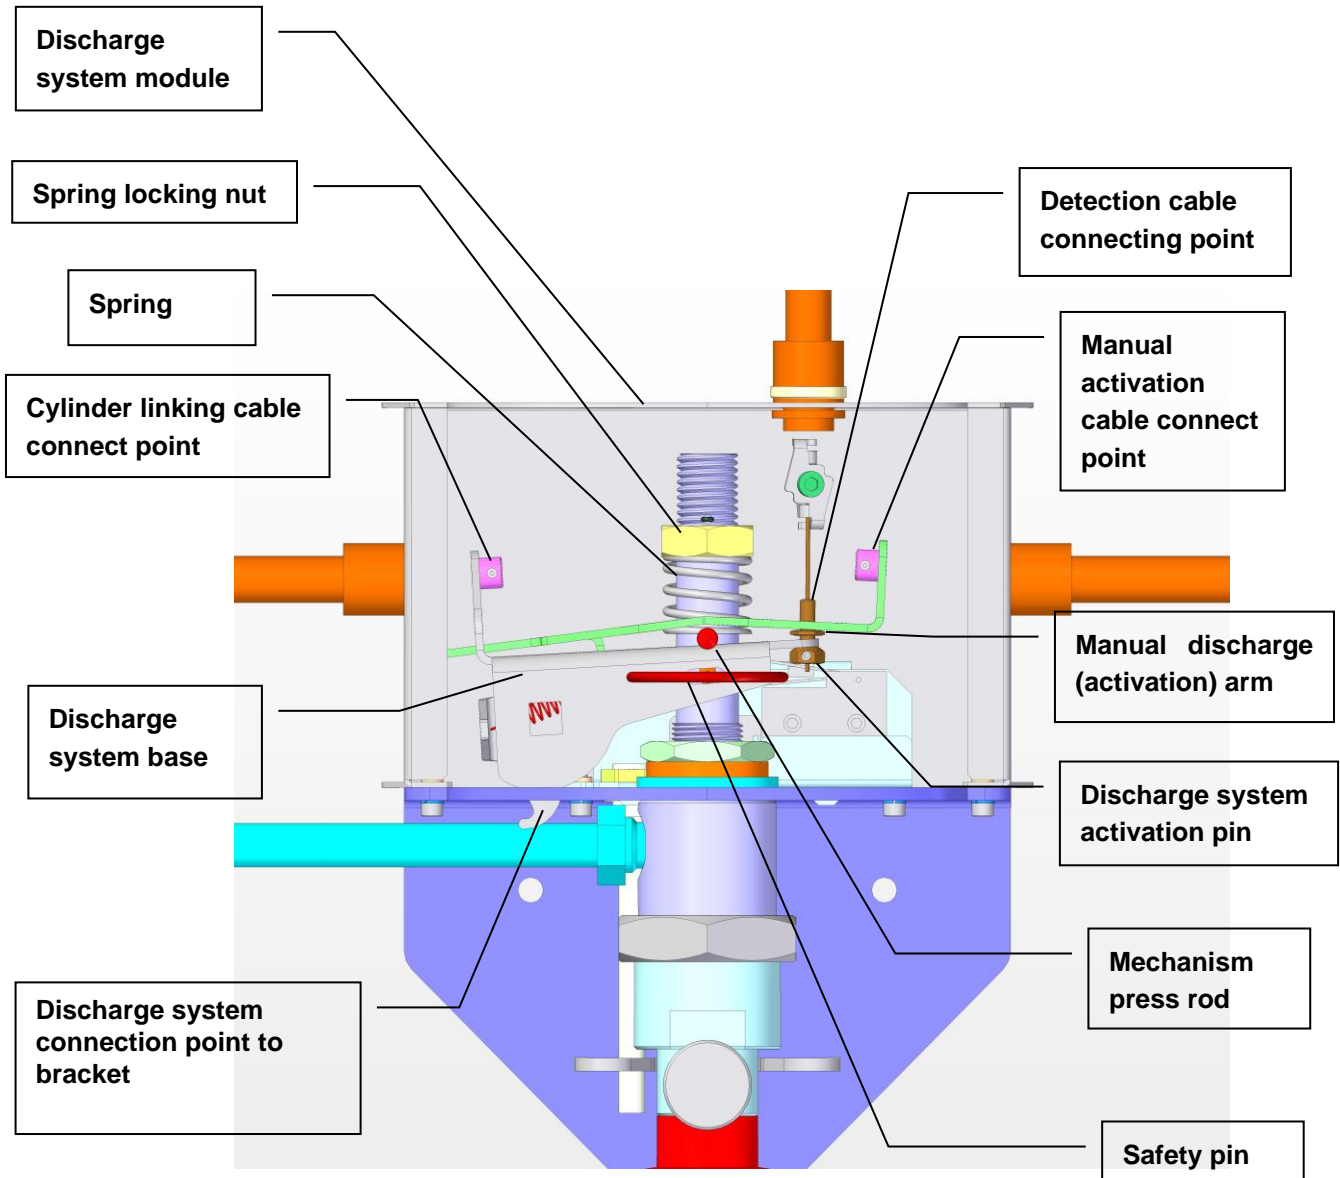 Discharge
system module
Spring locking nut
Spring
Cylinder linking cable
connect point
Discharge
system base
Discharge system
connection point to
bracket
Detection cable
connecting point
Manual
activation
cable connect
point
Manual discharge
(activation) arm
Discharge system
activation pin
Mechanism
press rod
Safety pin